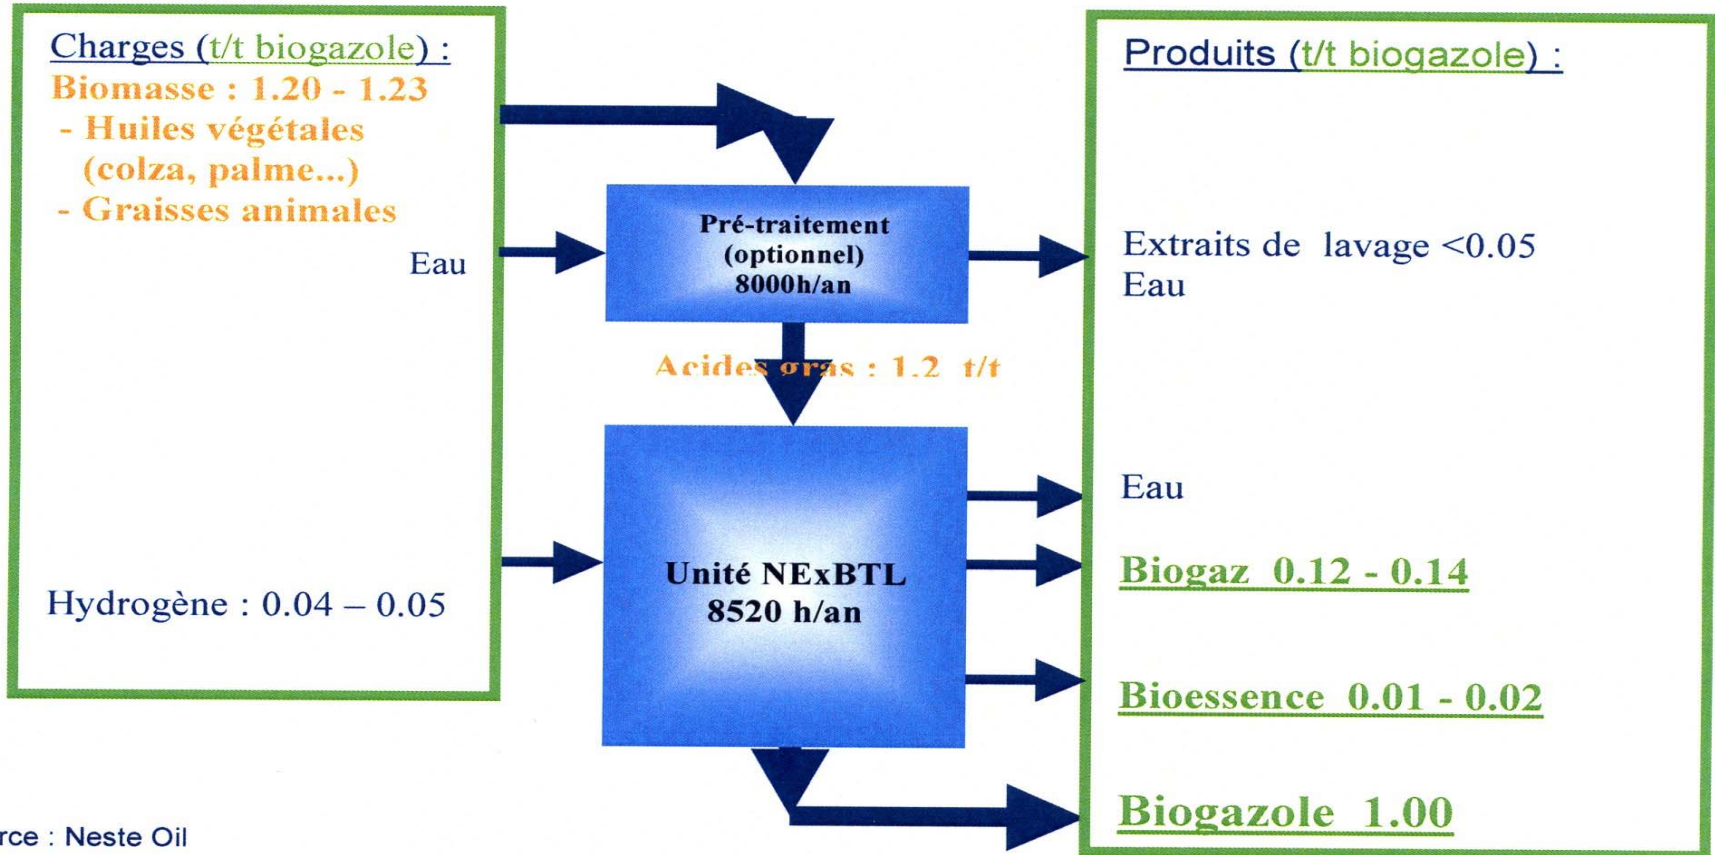 Charges (t/t biogazole) :
Biomasse : 1.20 - 1.23
- Huiles végétales
(colza, palme...)
- Graisses animales
Eau
Hydrogène : 0.04 – 0.05
Pré-traitement
(optionnel)
8000h/an
Acides gras : 1.2 t/t
Unité NExBTL
8520 h/an
Produits (t/t biogazole) :
Extraits de lavage <0.05
Eau
Eau
Biogaz 0.12 - 0.14
Bioessence 0.01 - 0.02
Biogazole 1.00
rce : Neste Oil